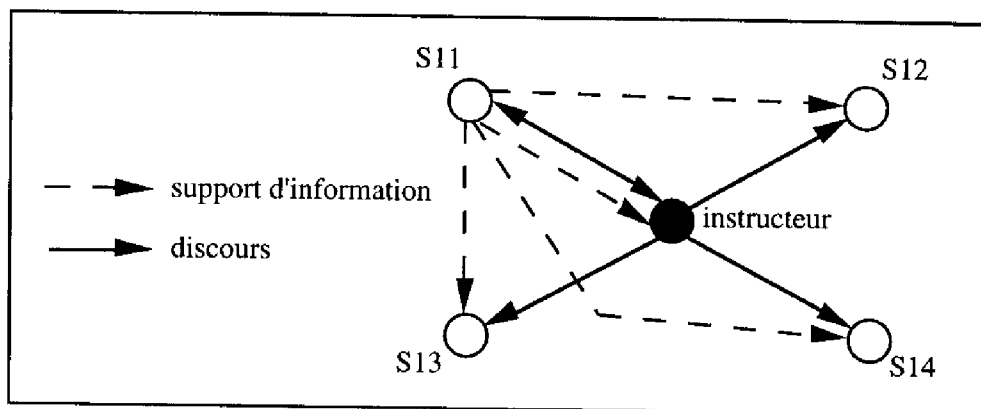 S11
S12
support d'information
instructeur
discours
S13
S14